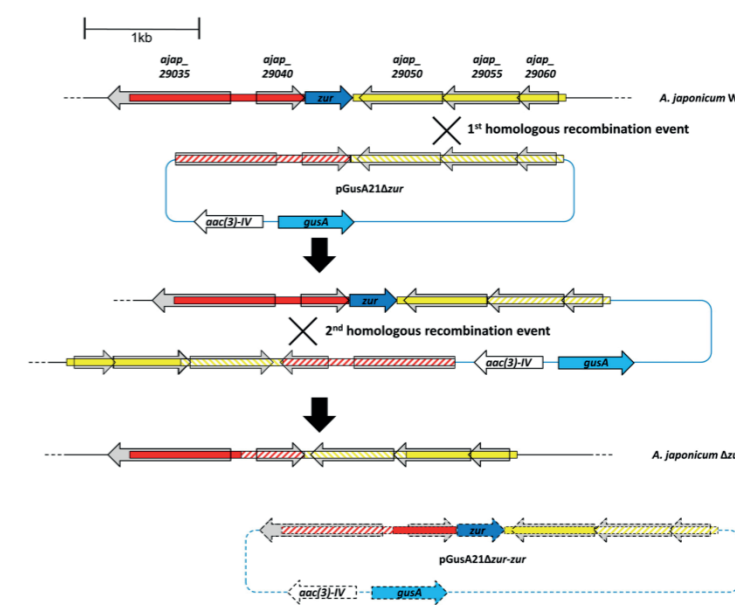 1kb
ajap_ ajap_ ajap_ ajap_ ajap_
29035 29040 29050 29055 29060
zur
A. japonicum W
1st homologous recombination event
pGusA21Δzur
aac(3)-IV gusA
zur
2nd homologous recombination event
aac(3)-IV gusA
A. japonicum Δzu
zur
pGusA21Δzur-zur
aac(3)-IV gusA